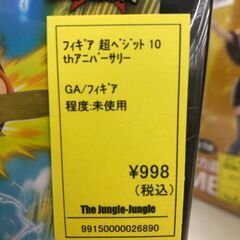 ﾌｨｷﾞｱ 超ﾍﾞｼﾞｯﾄ 10
thｱﾆﾊﾞｰｻﾘｰ
GA/ﾌｨｷﾞｱ
程度:未使用
¥998
(税込)
The Jungle-Jungle
99150000026890